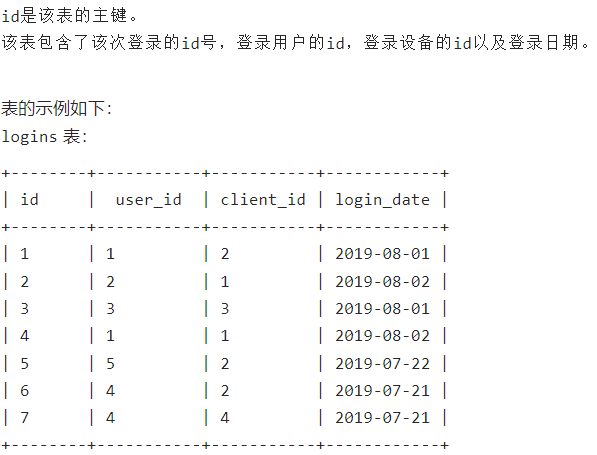 id是该表的主键。
该表包含了该次登录的id号，登录用户的id，登录设备的id以及登录日期。
表的示例如下：
logins 表：
+--------+-----------+-----------+------------+
| id     |  user_id  | client_id | login_date |
+--------+-----------+-----------+------------+
| 1      | 1         | 2         | 2019-08-01 |
| 2      | 2         | 1         | 2019-08-02 |
| 3      | 3         | 3         | 2019-08-01 |
| 4      | 1         | 1         | 2019-08-02 |
| 5      | 5         | 2         | 2019-07-22 |
| 6      | 4         | 2         | 2019-07-21 |
| 7      | 4         | 4         | 2019-07-21 |
+--------+-----------+-----------+------------+